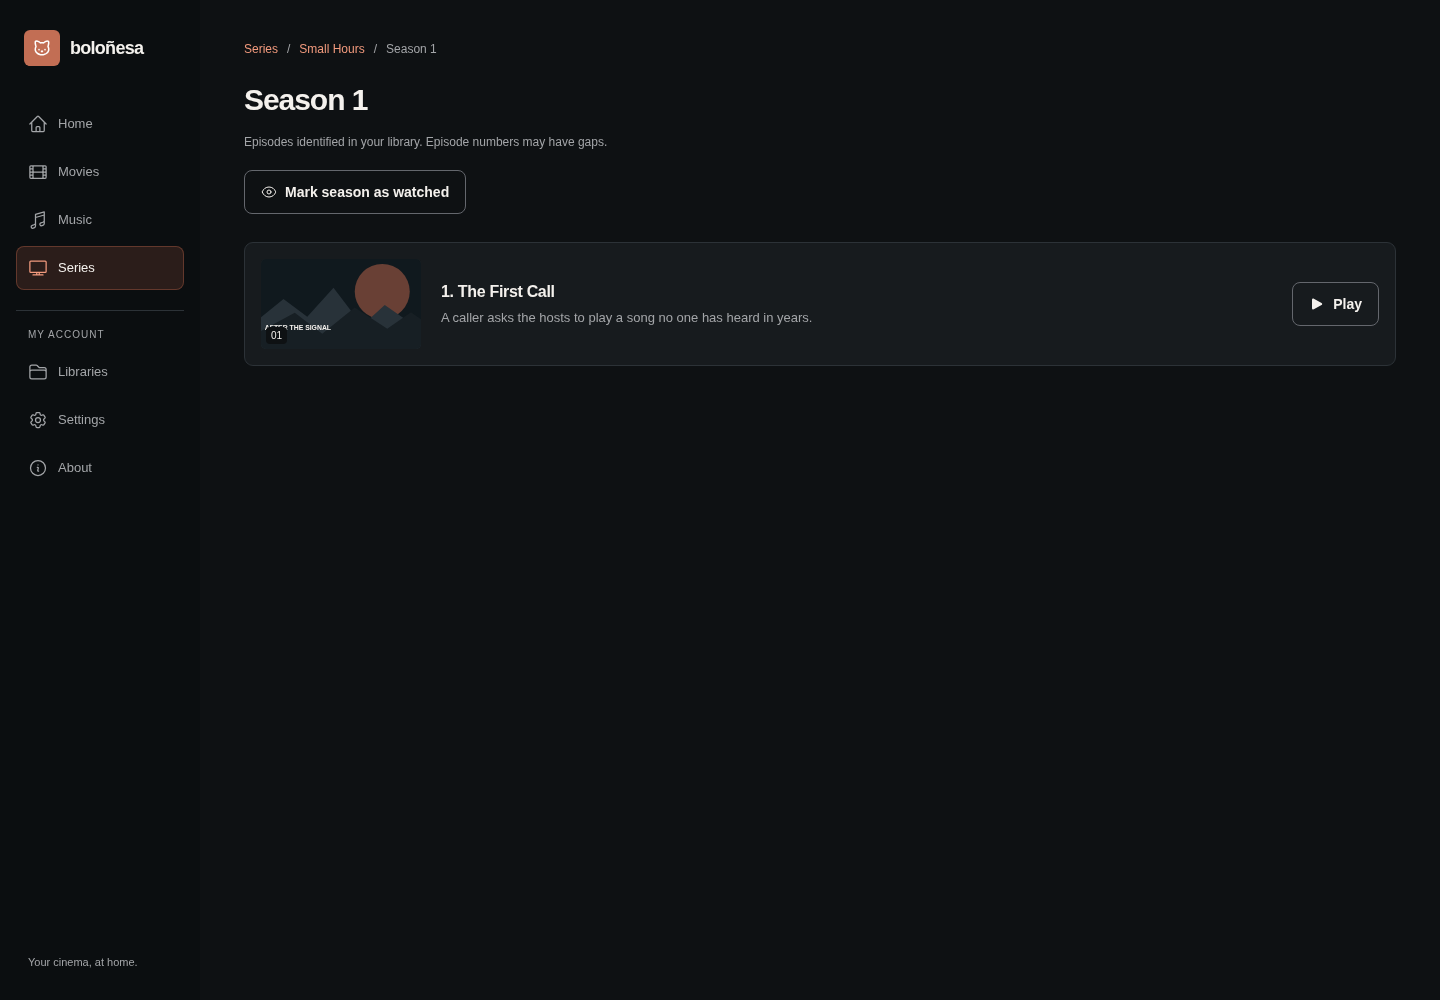 boloñesa
Home
Movies
Music
Series
MY ACCOUNT
Libraries
Settings
About
Your cinema, at home.
Series / Small Hours / Season 1
Season 1
Episodes identified in your library. Episode numbers may have gaps.
Mark season as watched
AFTER THE SIGNAL
01
1. The First Call
A caller asks the hosts to play a song no one has heard in years.
Play